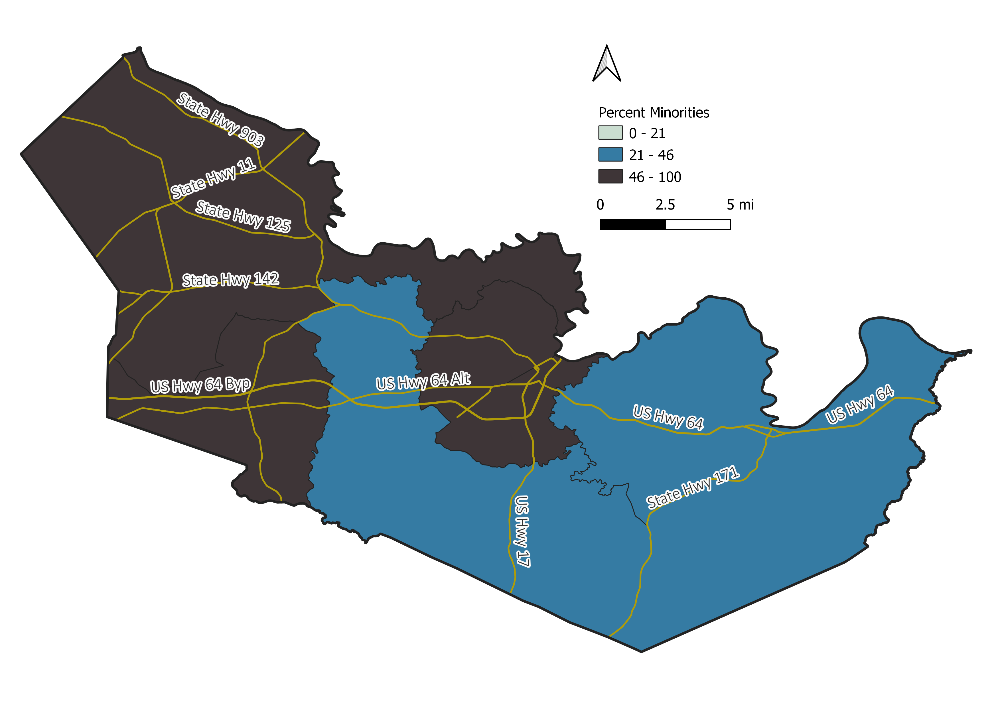 State Hwy 903
Percent Minorities
0 - 21
21 - 46
46 - 100
State Hwy 11
0 2.5 5 mi
State Hwy 125
State Hwy 142
US Hwy 64 Byp
US Hwy 64 Alt
US Hwy 64
US Hwy 64
State Hwy 171
US Hwy 17